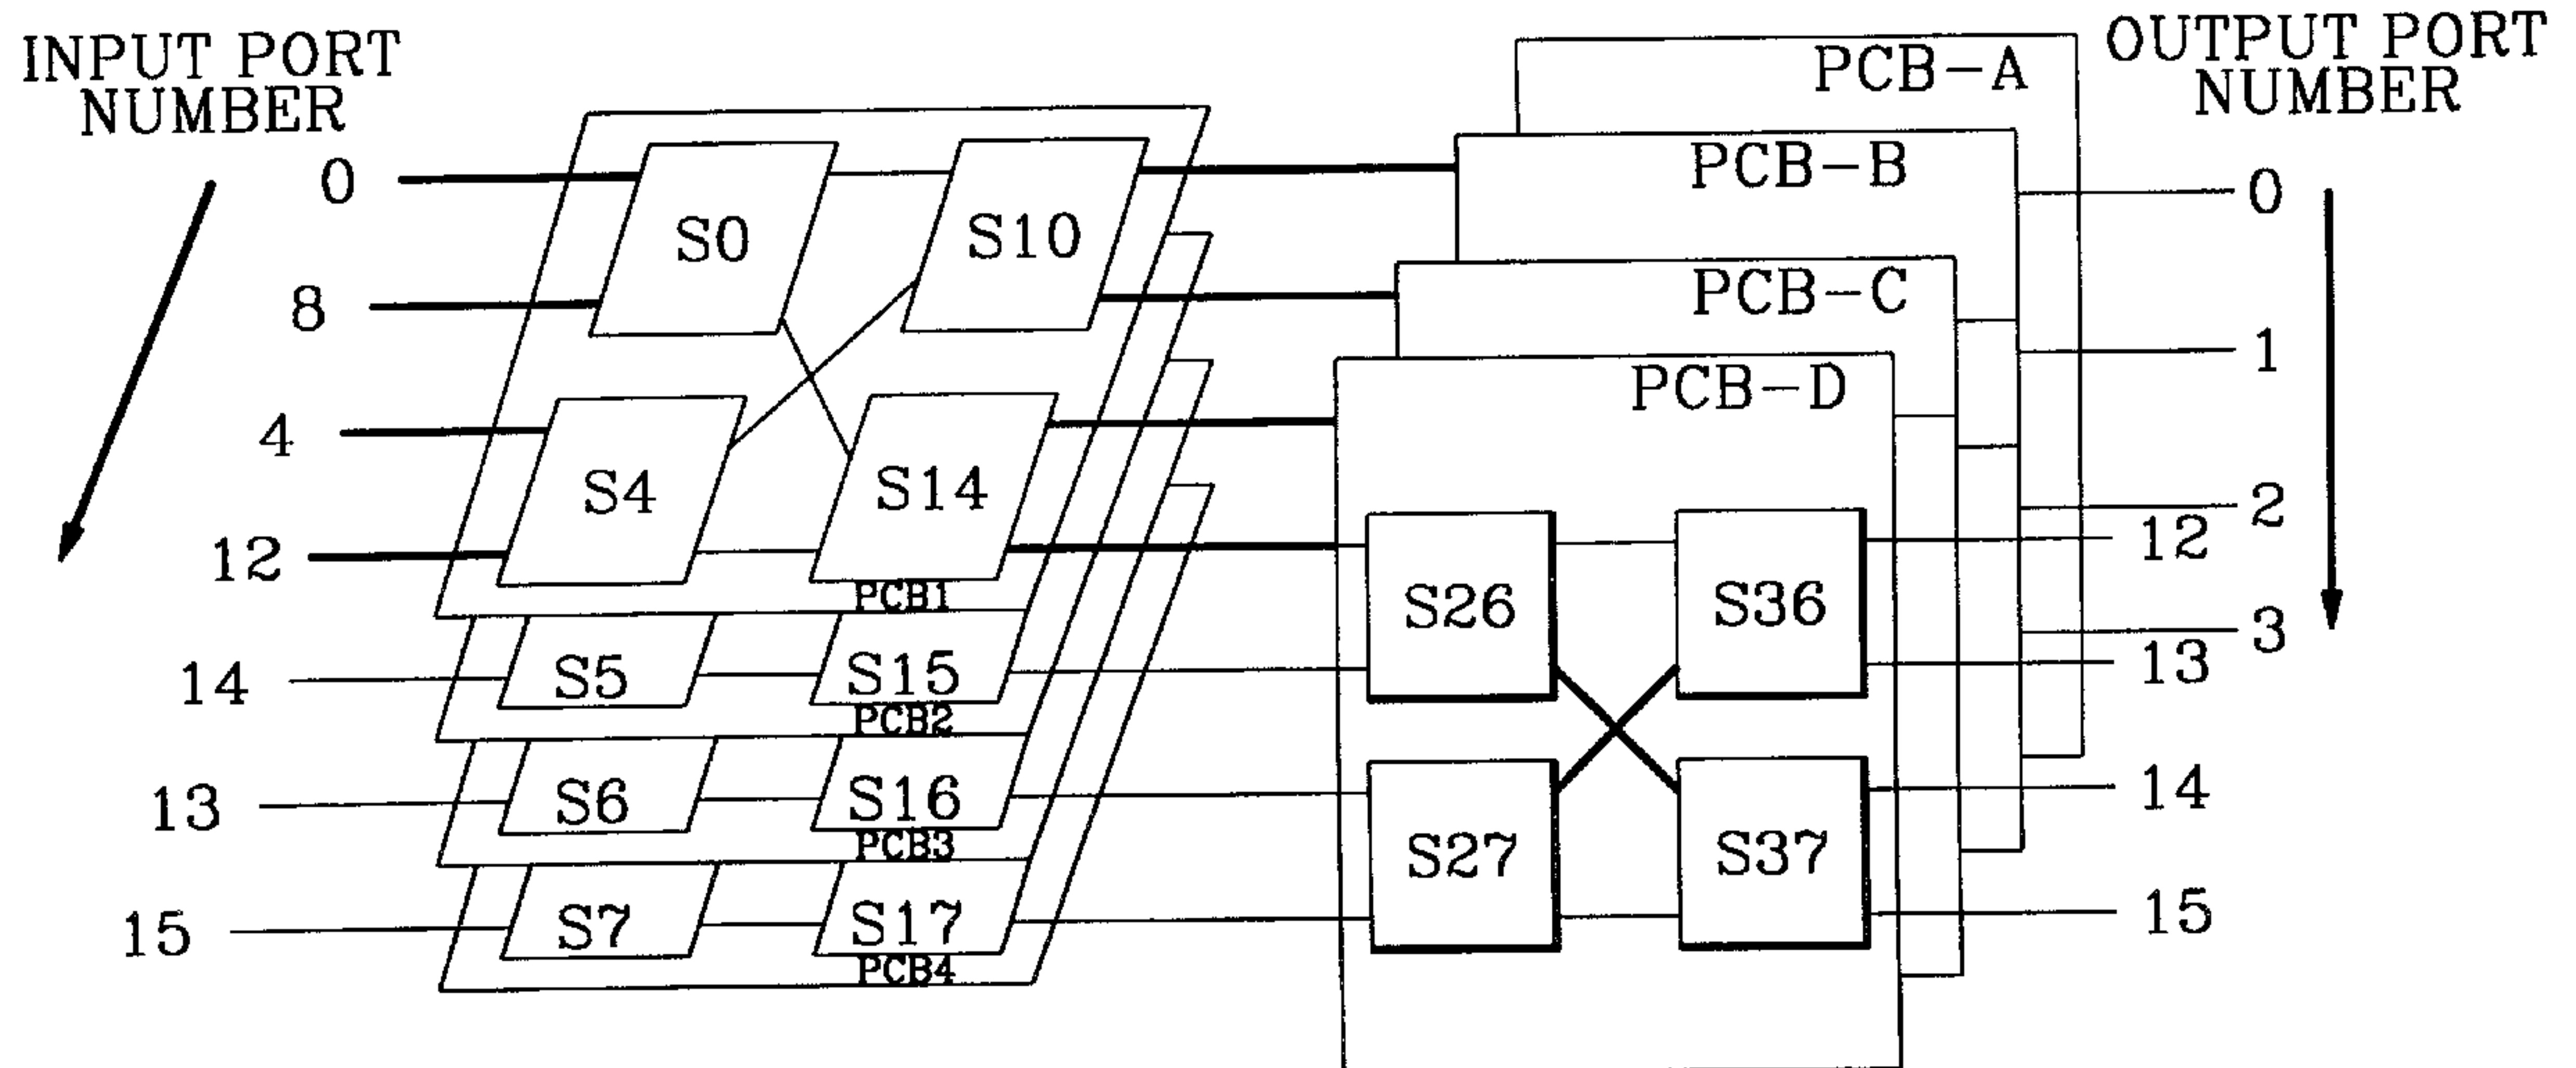 INPUT PORT
NUMBER
OUTPUT PORT
NUMBER
PCB-A
PCB-B
PCB-C
PCB-D
0
8
4
12
14
13
15
S0
S10
S4
S14
PCB1
S5
S15
PCB2
S6
S16
PCB3
S7
S17
PCB4
S26
S36
S27
S37
0
1
2
12
3
13
14
15